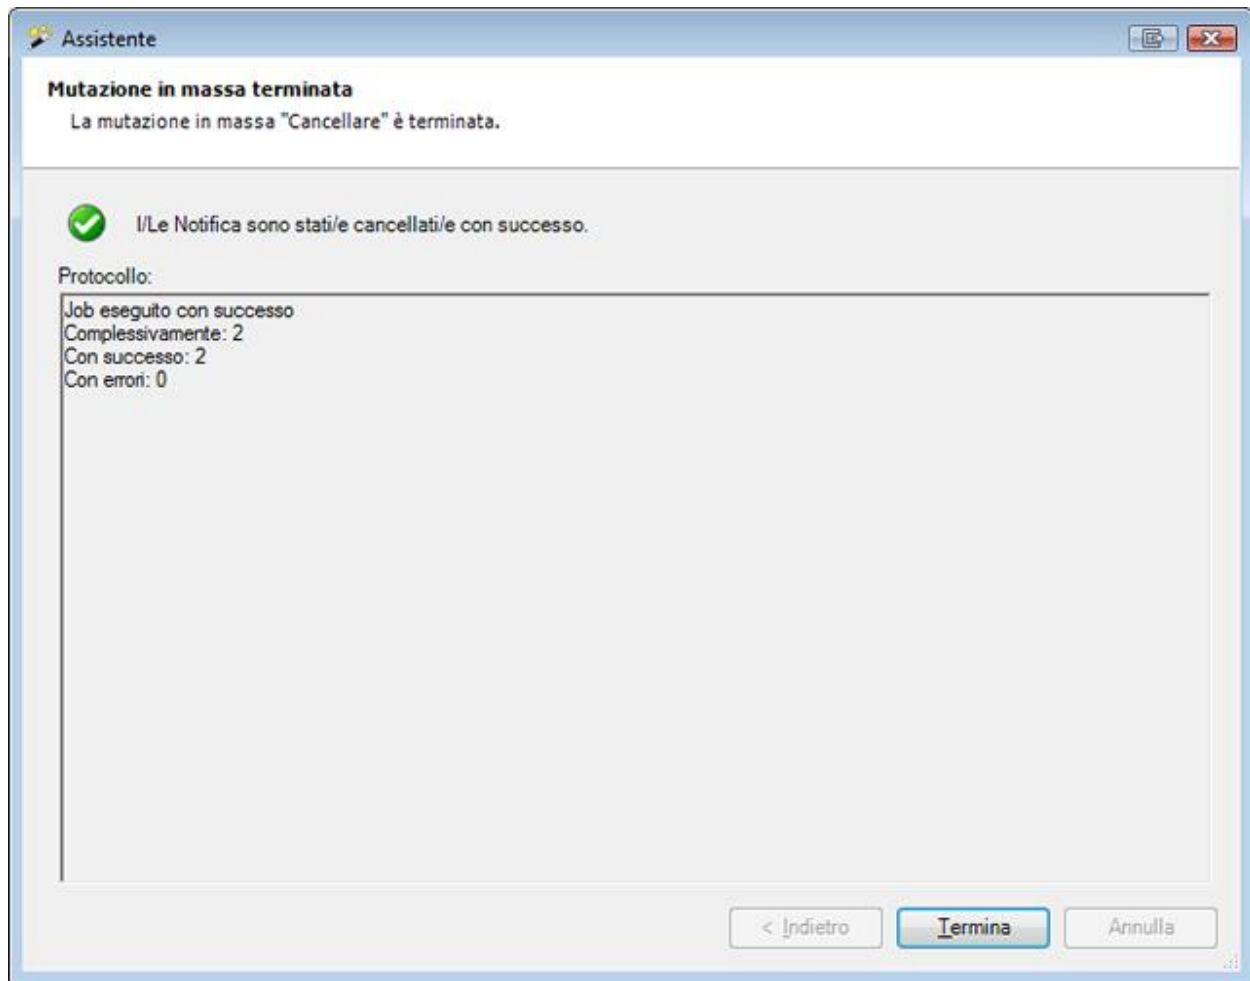 Assistente
Mutazione in massa terminata
La mutazione in massa "Cancellare" è terminata.
I/Le Notifica sono stati/e cancellati/e con successo.
Protocollo:
Job eseguito con successo
Complessivamente: 2
Con successo: 2
Con errori: 0
< Indietro
Termina
Annulla